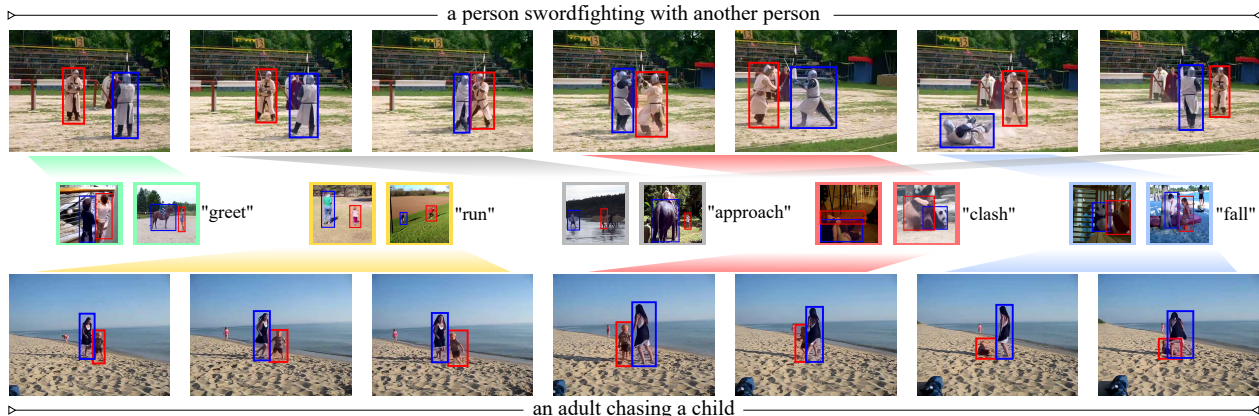 a person swordfighting with another person
"greet"
"run"
"approach"
"clash"
"fall"
an adult chasing a child